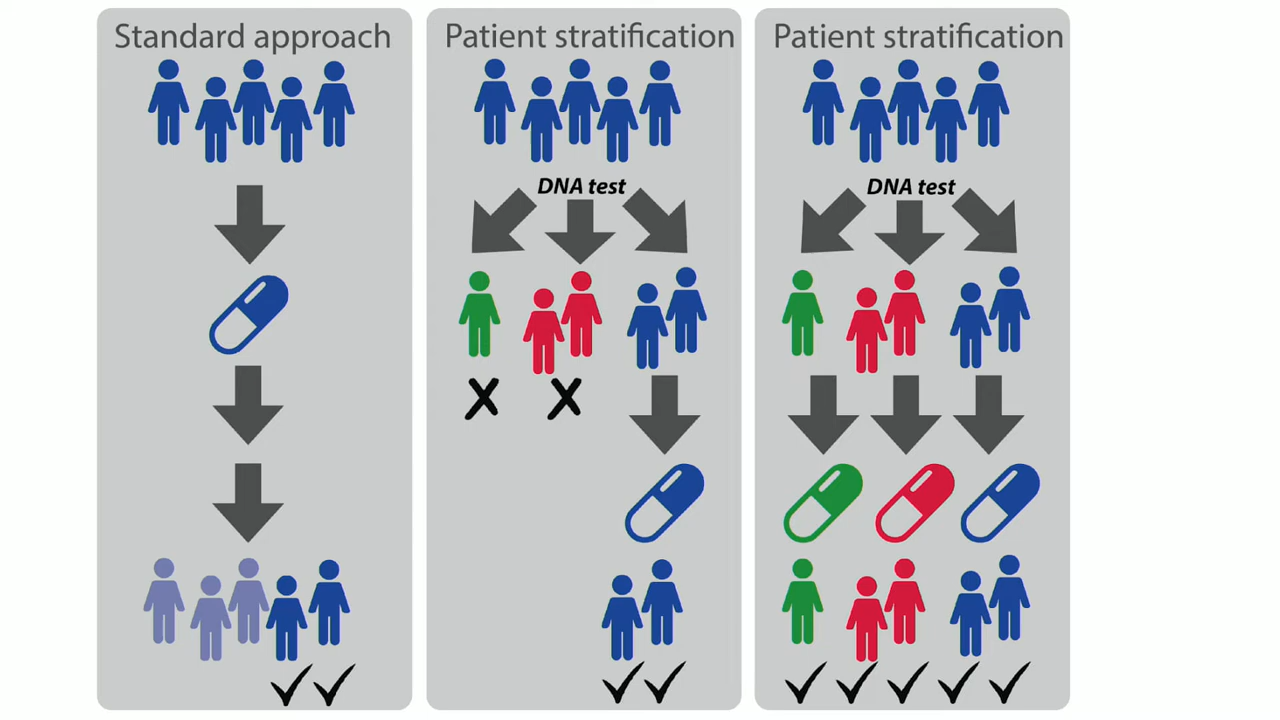 Standard approach
Patient stratification
Patient stratification
DNA test
DNA test